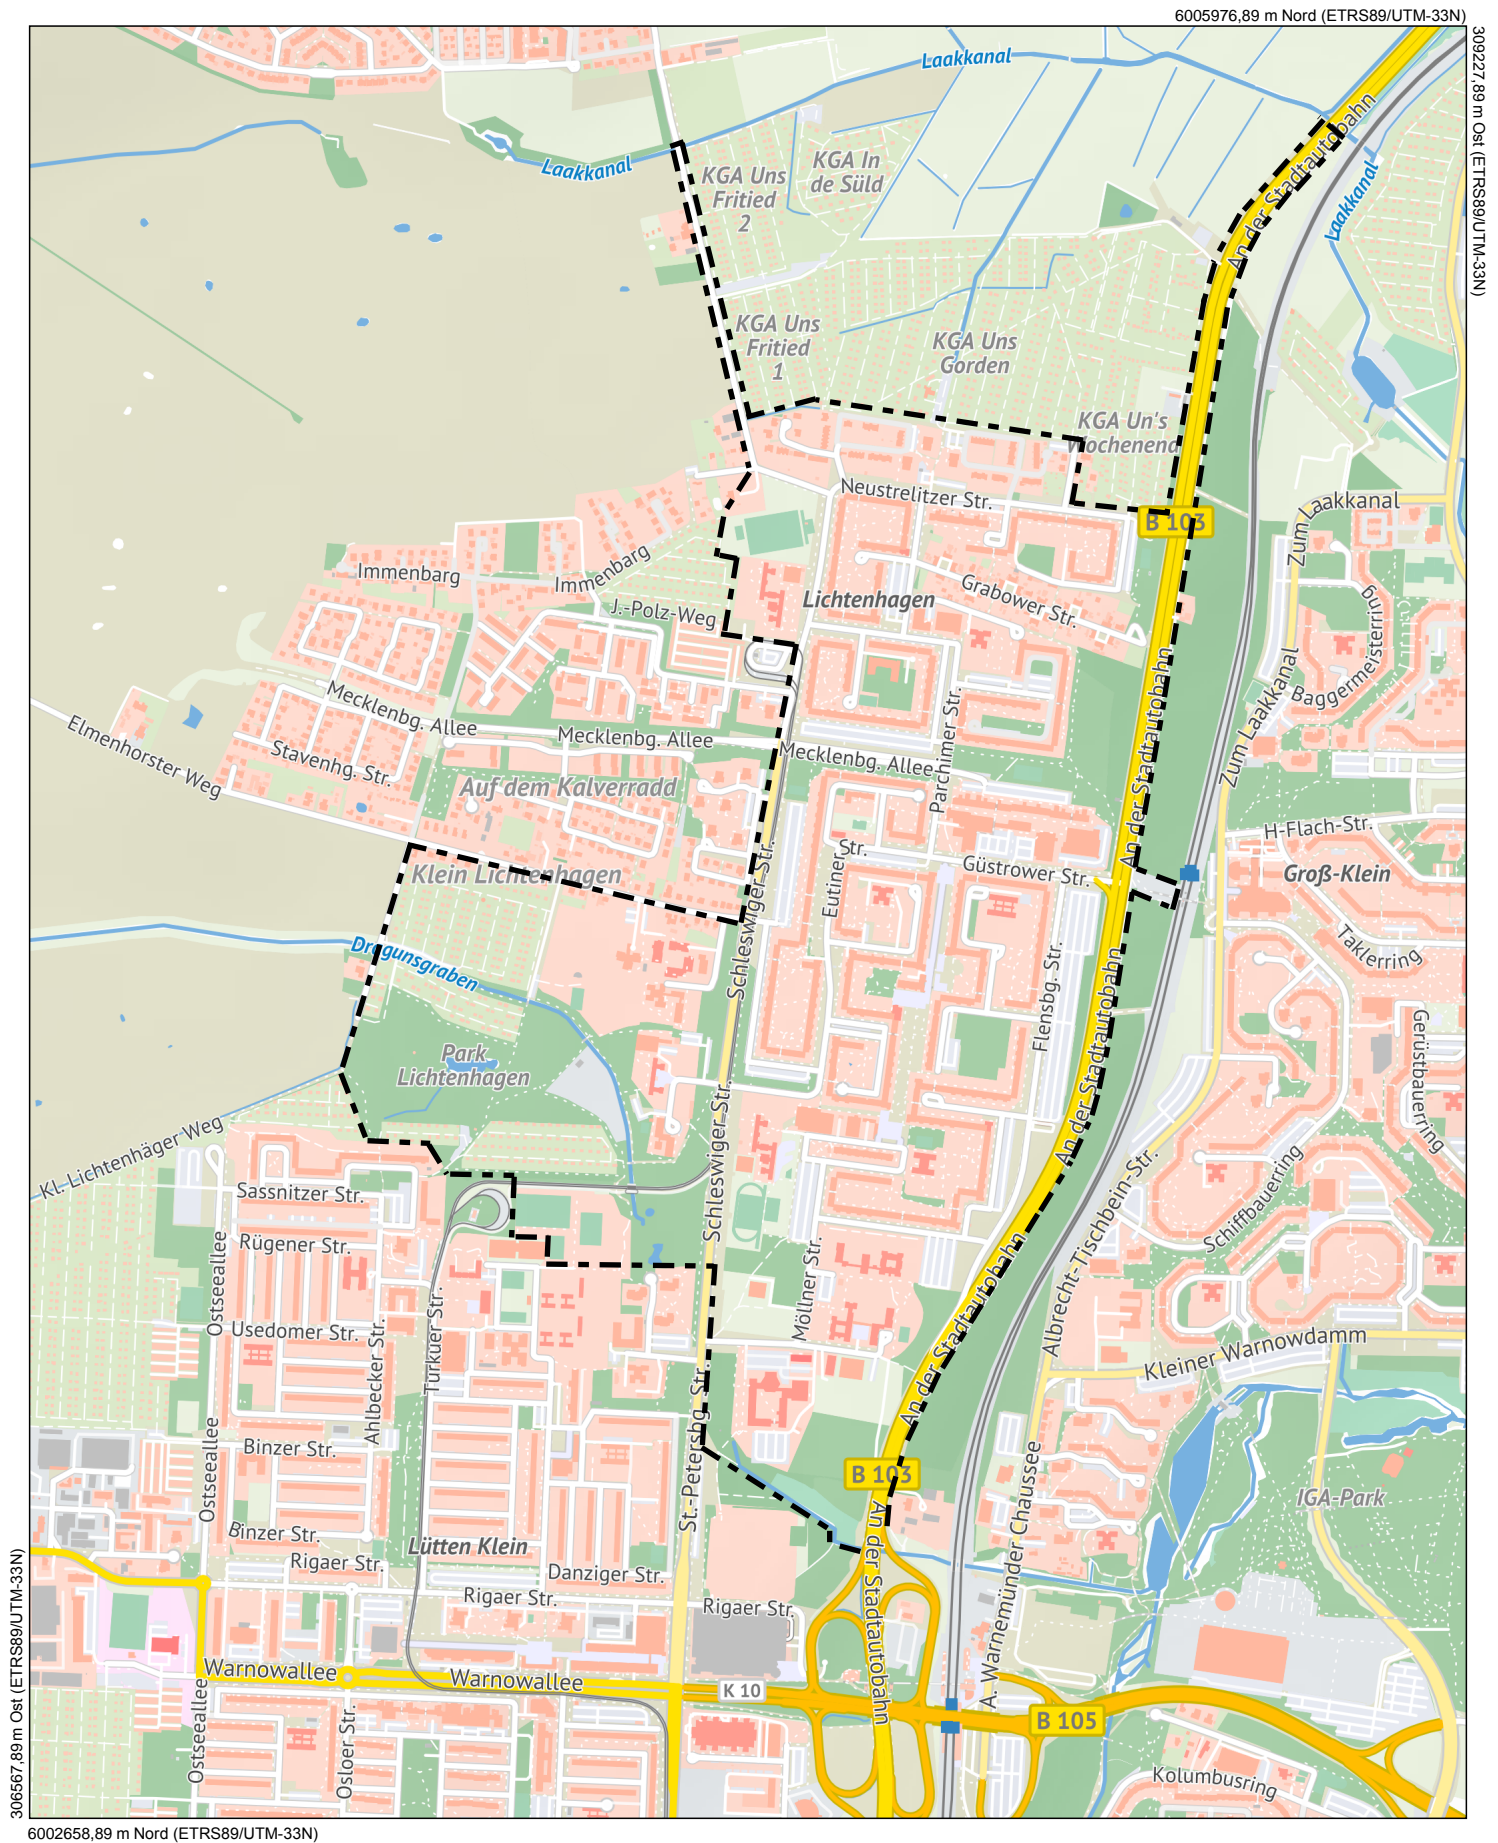 6005976,89 m Nord (ETRS89/UTM-33N)
309227,89 m Ost (ETRS89/UTM-33N)
Laakkanal
An der Stadtautobahn
Laakkanal
KGA Uns
Fritied
2
KGA In
de Süld
Laakkanal
KGA Uns
Fritied
1
KGA Uns
Gorden
KGA Un's
Wochenend
Neustrelitzer Str.
B 103
Zum Laakkanal
Immenbarg
Immenbarg
J.-Polz-Weg
Lichtenhagen
Grabower Str.
Baggermeisterring
Zum Laakkanal
An der Stadtautobahn
Mecklenbg. Allee
Mecklenbg. Allee
Mecklenbg. Allee
Parchimer Str.
Elmenhorster Weg
Stavenhg. Str.
Auf dem Kalverradd
H-Flach-Str.
Eutiner Str.
Güstrower Str.
Groß-Klein
Klein Lichtenhagen
Schleswiger Str.
Dragunsgraben
Taklerring
Flensbg. Str.
An der Stadtautobahn
Gerüstbauerring
Park
Lichtenhagen
Schleswiger Str.
Kl. Lichtenhäger Weg
Sassnitzer Str.
Rügener Str.
Ostseeallee
Albrecht-Tischbein-Str.
Schiffbauerring
Möllner Str.
An der Stadtautobahn
Turkuer Str.
Usedomer Str.
Ahlbecker Str.
Kleiner Warnowdamm
Binzer Str.
Ostseeallee
St.-Petersbg. Str.
B 103
IGA-Park
Binzer Str.
Lütten Klein
Rigaer Str.
Danziger Str.
Rigaer Str.
Rigaer Str.
An der Stadtautobahn
A. Warnemünder Chaussee
Warnowallee
Warnowallee
K 10
B 105
Ostseeallee
Osloer Str.
Kolumbusring
306567,89 m Ost (ETRS89/UTM-33N)
6002658,89 m Nord (ETRS89/UTM-33N)